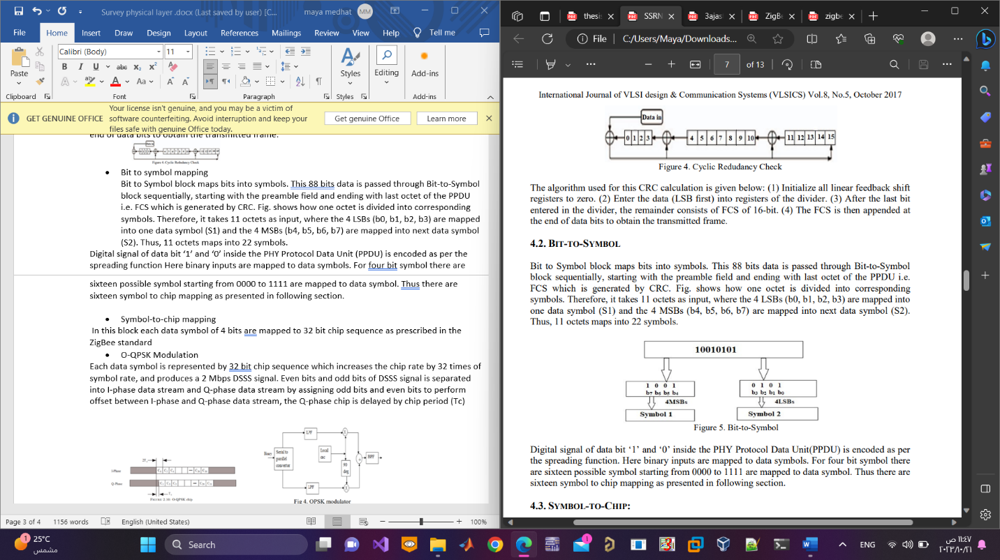 Survey physical layer .docx (Last saved by user) [C...
maya medhat
MM
File Home Insert Draw Design Layout References Mailings Review View Help Tell me
Paste
Calibri (Body) 11
B I U abc x₂ x²
A Aa A A
Styles
Editing
Add-ins
Clipboard Font Paragraph Styles Add-ins
GET GENUINE OFFICE
Your license isn't genuine, and you may be a victim of
software counterfeiting. Avoid interruption and keep your
files safe with genuine Office today.
Get genuine Office
Learn more
end of data bits to obtain the transmitted frame.
Figure 4. Cyclic Redudancy Check
• Bit to symbol mapping
Bit to Symbol block maps bits into symbols. This 88 bits data is passed through Bit-to-Symbol
block sequentially, starting with the preamble field and ending with last octet of the PPDU
i.e. FCS which is generated by CRC. Fig. shows how one octet is divided into corresponding
symbols. Therefore, it takes 11 octets as input, where the 4 LSBs (b0, b1, b2, b3) are mapped
into one data symbol (S1) and the 4 MSBs (b4, b5, b6, b7) are mapped into next data symbol
(S2). Thus, 11 octets maps into 22 symbols.
Digital signal of data bit ‘1’ and ‘0’ inside the PHY Protocol Data Unit (PPDU) is encoded as per the
spreading function Here binary inputs are mapped to data symbols. For four bit symbol there are
sixteen possible symbol starting from 0000 to 1111 are mapped to data symbol. Thus there are
sixteen symbol to chip mapping as presented in following section.
• Symbol-to-chip mapping
In this block each data symbol of 4 bits are mapped to 32 bit chip sequence as prescribed in the
ZigBee standard
• O-QPSK Modulation
Each data symbol is represented by 32 bit chip sequence which increases the chip rate by 32 times of
symbol rate, and produces a 2 Mbps DSSS signal. Even bits and odd bits of DSSS signal is separated
into I-phase data stream and Q-phase data stream by assigning odd bits and even bits to perform
offset between I-phase and Q-phase data stream, the Q-phase chip is delayed by chip period (Tc)
I-Phase
Q-Phase
Binary
Serial to
parallel
convertor
LPF
Local
osc
90
deg
LPF
BPF
Fig 4. OPSK modulator
Page 3 of 4 1156 words English (United States) 100%
thesi SSRN 3ajas ZigBe zigbe
File C:/Users/Maya/Downloads...
7 of 13
International Journal of VLSI design & Communication Systems (VLSICS) Vol.8, No.5, October 2017
Data in
0 1 2 3 4 5 6 7 8 9 10 11 12 13 14 15
Figure 4. Cyclic Redudancy Check
The algorithm used for this CRC calculation is given below: (1) Initialize all linear feedback shift
registers to zero. (2) Enter the data (LSB first) into registers of the divider. (3) After the last bit
entered in the divider, the remainder consists of FCS of 16-bit. (4) The FCS is then appended at
the end of data bits to obtain the transmitted frame.
4.2. BIT-TO-SYMBOL
Bit to Symbol block maps bits into symbols. This 88 bits data is passed through Bit-to-Symbol
block sequentially, starting with the preamble field and ending with last octet of the PPDU i.e.
FCS which is generated by CRC. Fig. shows how one octet is divided into corresponding
symbols. Therefore, it takes 11 octets as input, where the 4 LSBs (b0, b1, b2, b3) are mapped into
one data symbol (S1) and the 4 MSBs (b4, b5, b6, b7) are mapped into next data symbol (S2).
Thus, 11 octets maps into 22 symbols.
10010101
1 0 0 1
b7 b6 b5 b4
4MSBs
Symbol 1
0 1 0 1
b3 b2 b1 b0
4LSBs
Symbol 2
Figure 5. Bit-to-Symbol
Digital signal of data bit ‘1’ and ‘0’ inside the PHY Protocol Data Unit(PPDU) is encoded as per
the spreading function. Here binary inputs are mapped to data symbols. For four bit symbol there
are sixteen possible symbol starting from 0000 to 1111 are mapped to data symbol. Thus there are
sixteen symbol to chip mapping as presented in following section.
4.3. SYMBOL-TO-CHIP:
1
25°C
مشمس
Search
1
ENG
١١:٤٧ ص
٢٠٢٣/١٠/٢١